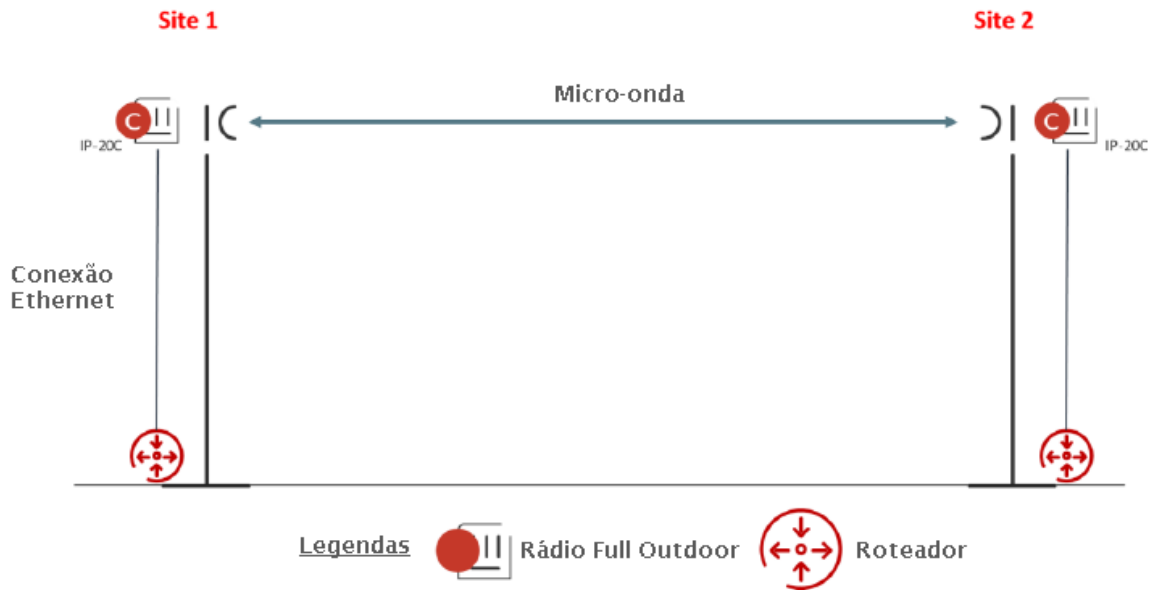 Site 1
Site 2
Micro-onda
C
IP-20C
C
IP-20C
Conexão
Ethernet
Legendas
Rádio Full Outdoor
Roteador